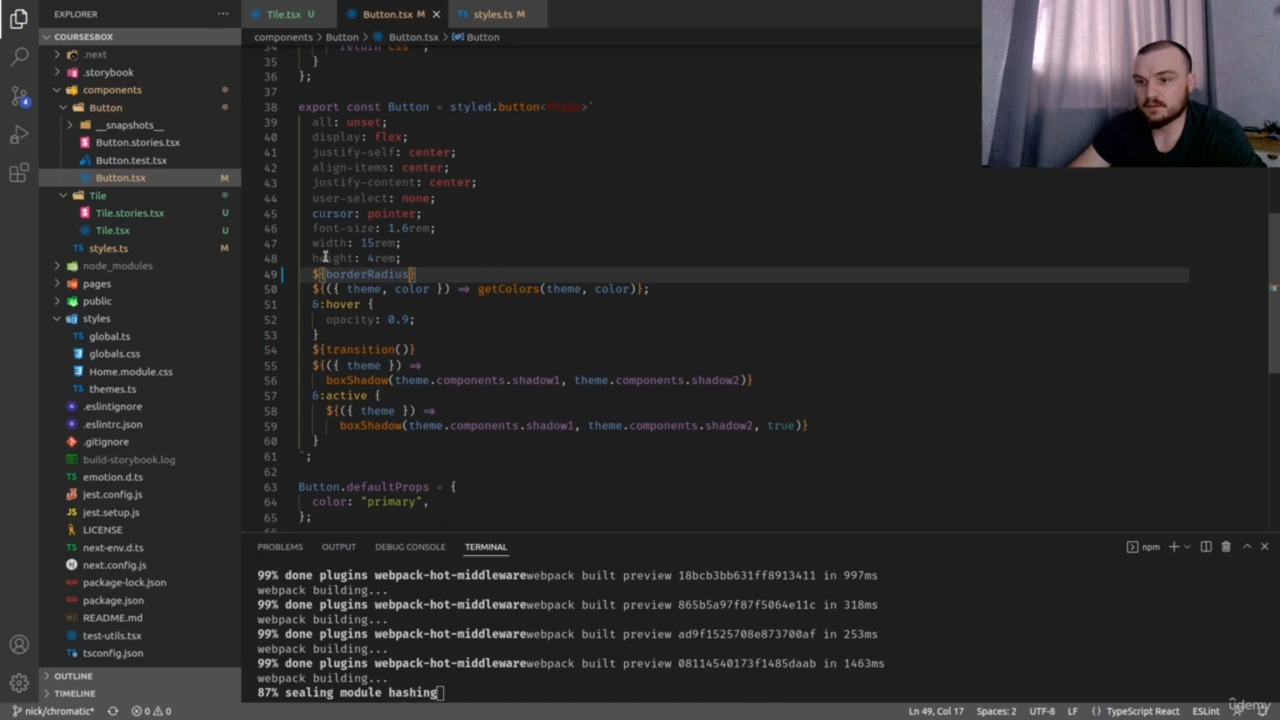 EXPLORER
COURSESBOX
.next
.storybook
components
Button
__snapshots__
Button.stories.tsx
Button.test.tsx
Button.tsx M
Tile
Tile.stories.tsx U
Tile.tsx U
styles.ts M
node_modules
pages
public
styles
global.ts
globals.css
Home.module.css
themes.ts
.eslintignore
.eslintrc.json
.gitignore
build-storybook.log
emotion.d.ts
jest.config.js
jest.setup.js
LICENSE
next-env.d.ts
next.config.js
package-lock.json
package.json
README.md
test-utils.tsx
tsconfig.json
OUTLINE
TIMELINE
4
Tile.tsx U Button.tsx M styles.ts M
components > Button > Button.tsx > Button
34 return css``;
35 }
36 };
37
38 export const Button = styled.button<Props>`
39 all: unset;
40 display: flex;
41 justify-self: center;
42 align-items: center;
43 justify-content: center;
44 user-select: none;
45 cursor: pointer;
46 font-size: 1.6rem;
47 width: 15rem;
48 height: 4rem;
49 ${borderRadius}
50 ${({ theme, color }) => getColors(theme, color)};
51 &:hover {
52 opacity: 0.9;
53 }
54 ${transition()}
55 ${({ theme }) =>
56 boxShadow(theme.components.shadow1, theme.components.shadow2)}
57 &:active {
58 ${({ theme }) =>
59 boxShadow(theme.components.shadow1, theme.components.shadow2, true)}
60 }
61 `;
62
63 Button.defaultProps = {
64 color: "primary",
65 };
PROBLEMS OUTPUT DEBUG CONSOLE TERMINAL npm
99% done plugins webpack-hot-middlewarewebpack built preview 18bcb3bb631ff8913411 in 997ms
webpack building...
99% done plugins webpack-hot-middlewarewebpack built preview 865b5a97f87f5064e11c in 318ms
webpack building...
99% done plugins webpack-hot-middlewarewebpack built preview ad9f1525708e873700af in 253ms
webpack building...
99% done plugins webpack-hot-middlewarewebpack built preview 08114540173f1485daab in 1463ms
webpack building...
87% sealing module hashing
nick/chromatic* 0 0 Ln 49, Col 17 Spaces: 2 UTF-8 LF TypeScript React ESLint
udemy